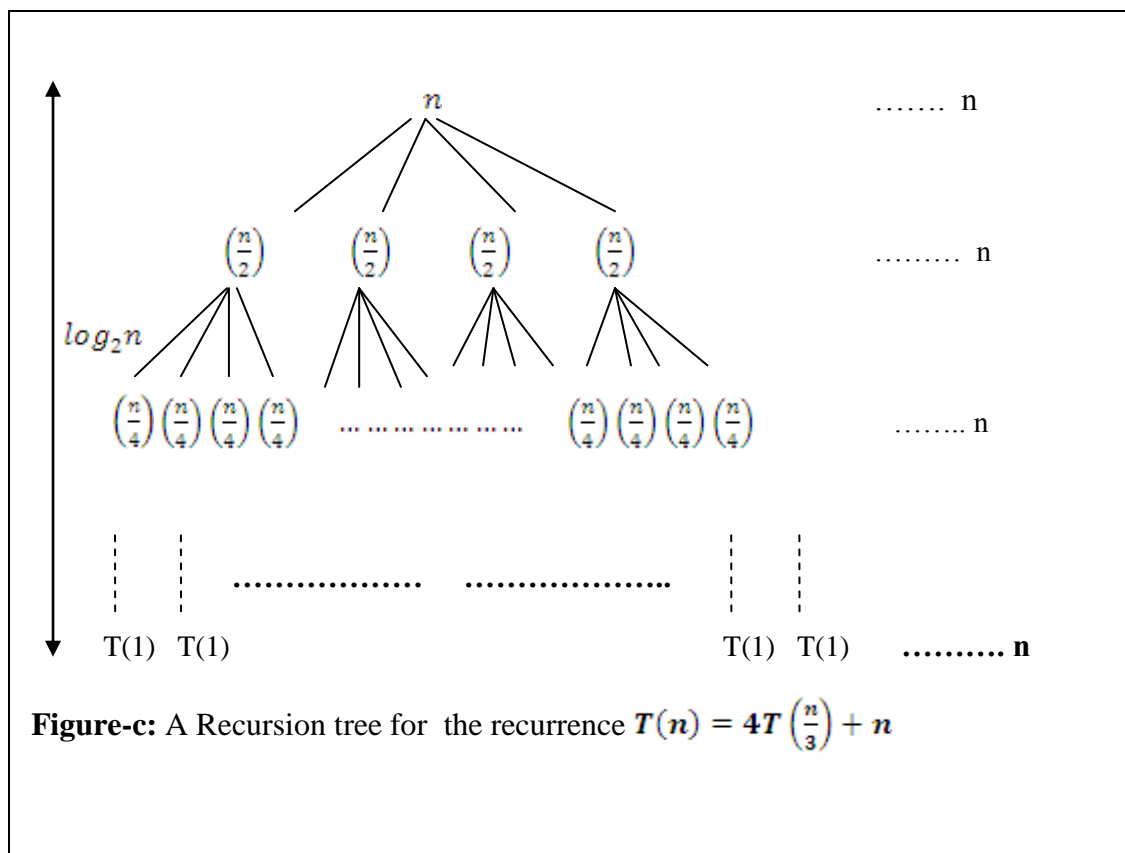 n ……. n
(n/2) (n/2) (n/2) (n/2) ……… n
log₂n
(n/4) (n/4) (n/4) (n/4) ... ... ... ... ... ... ... (n/4) (n/4) (n/4) (n/4) …….. n
……………… ………………..
T(1) T(1) T(1) T(1) ………. n
Figure-c: A Recursion tree for the recurrence T(n) = 4T(n/3) + n